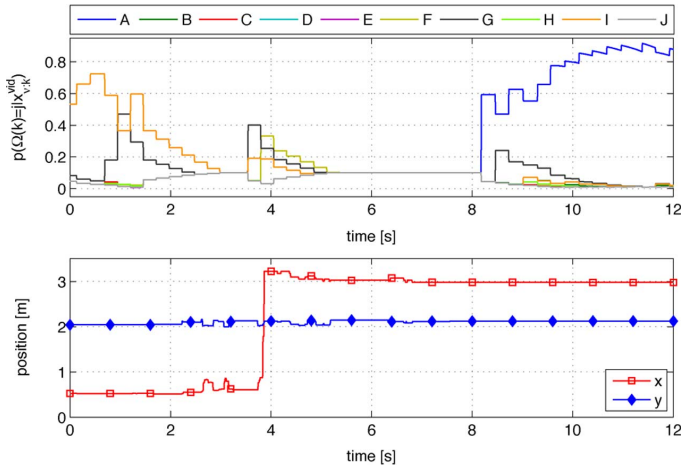 A B C D E F G H I J
p(Ω(k)=j|x^vid_v:k)
0.8
0.6
0.4
0.2
0
0 2 4 6 8 10 12
time [s]
position [m]
3
2
1
0
x
y
0 2 4 6 8 10 12
time [s]